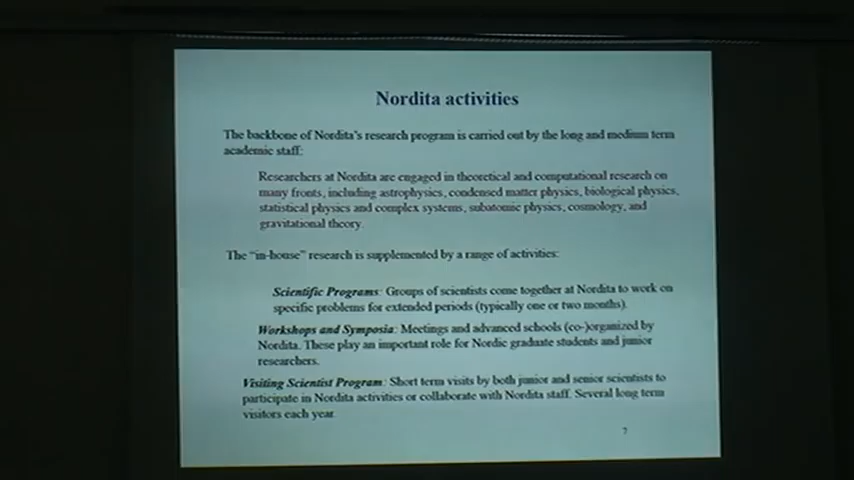 Nordita activities
The backbone of Nordita's research program is carried out by the long and medium term
academic staff:
Researchers at Nordita are engaged in theoretical and computational research on
many fronts, including astrophysics, condensed matter physics, biological physics,
statistical physics and complex systems, subatomic physics, cosmology, and
gravitational theory.
The "in-house" research is supplemented by a range of activities:
Scientific Programs: Groups of scientists come together at Nordita to work on
specific problems for extended periods (typically one or two months).
Workshops and Symposia: Meetings and advanced schools (co-)organized by
Nordita. These play an important role for Nordic graduate students and junior
researchers.
Visiting Scientist Program: Short term visits by both junior and senior scientists to
participate in Nordita activities or collaborate with Nordita staff. Several long term
visitors each year.
7